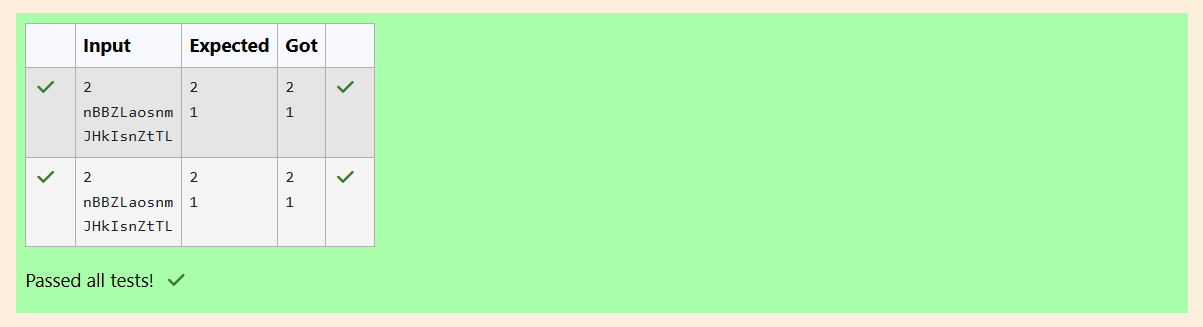 Input Expected Got
2 2 2
nBBZLaosnm 1 1
JHkIsnZtTL
2 2 2
nBBZLaosnm 1 1
JHkIsnZtTL
Passed all tests!